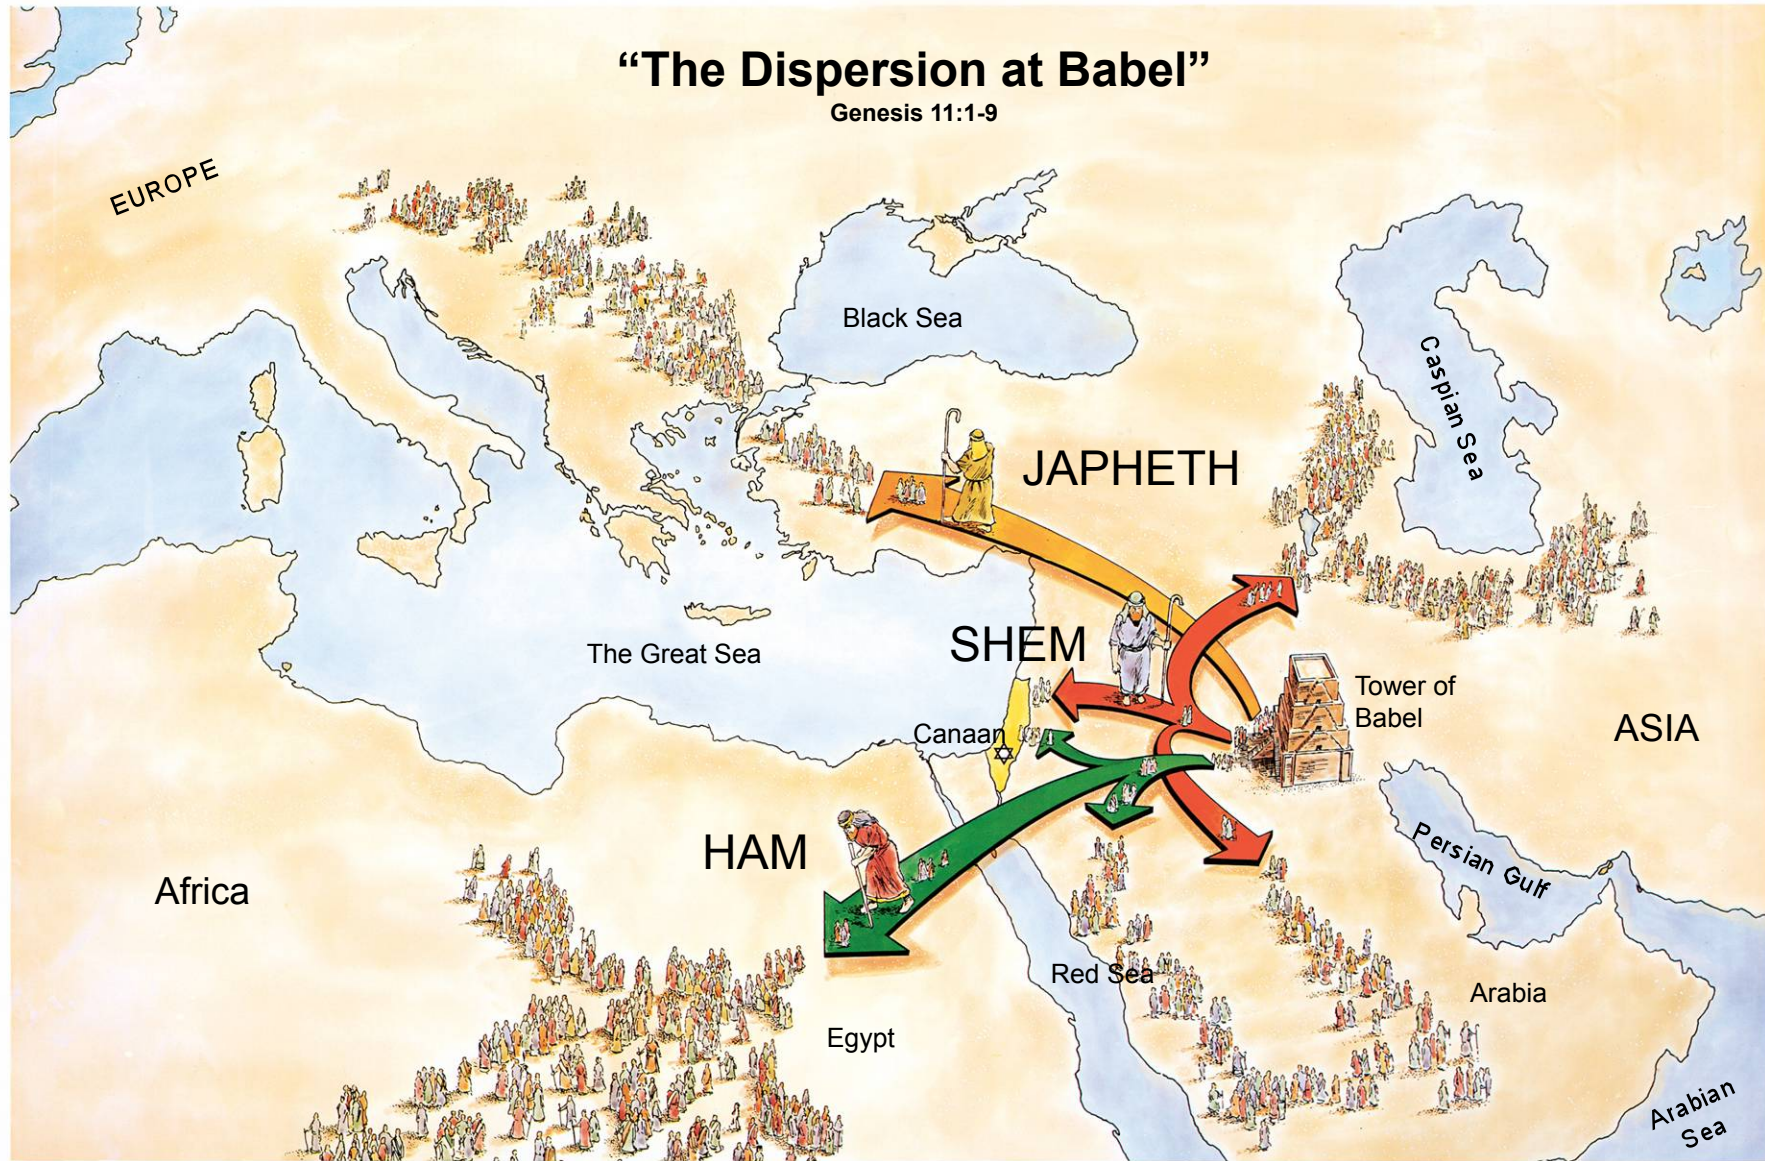 “The Dispersion at Babel”
Genesis 11:1-9
EUROPE
Black Sea
Caspian Sea
JAPHETH
SHEM
The Great Sea
Tower of
Babel
ASIA
Canaan
HAM
Persian Gulf
Africa
Red Sea
Arabia
Egypt
Arabian
Sea